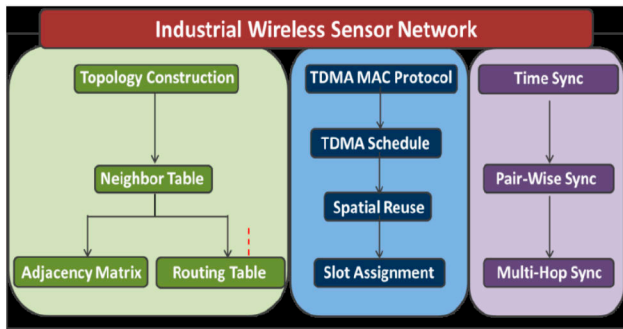 Industrial Wireless Sensor Network
Topology Construction
Neighbor Table
Adjacency Matrix
Routing Table
TDMA MAC Protocol
TDMA Schedule
Spatial Reuse
Slot Assignment
Time Sync
Pair-Wise Sync
Multi-Hop Sync